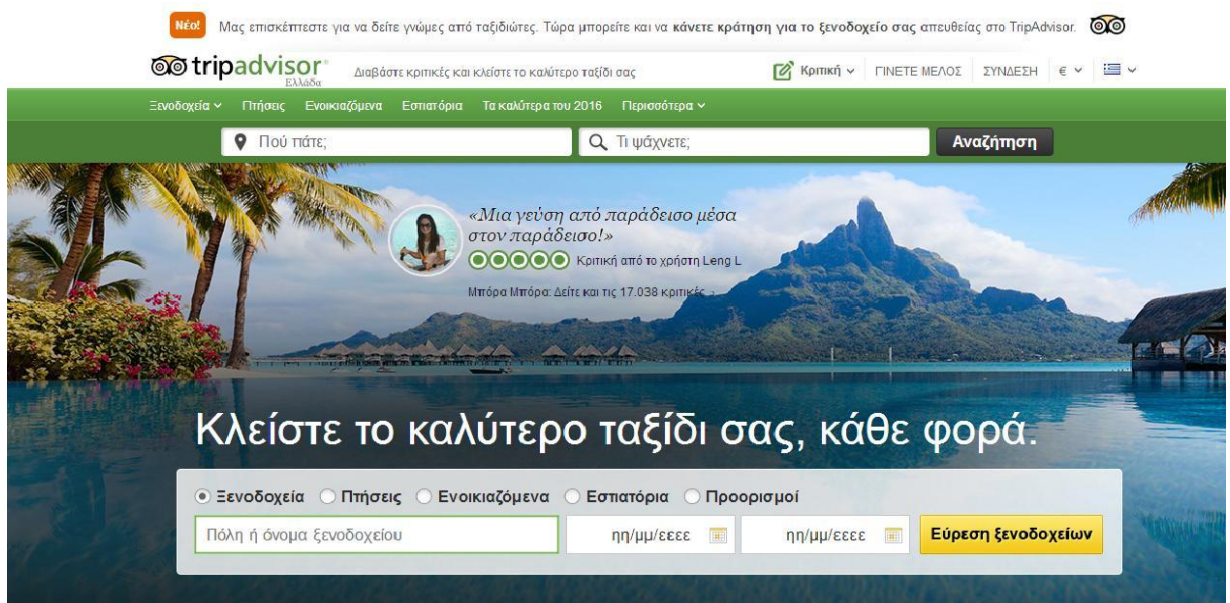 Νέο!
Μας επισκέπτεστε για να δείτε γνώμες από ταξιδιώτες. Τώρα μπορείτε και να κάνετε κράτηση για το ξενοδοχείο σας απευθείας στο TripAdvisor.
tripadvisor®
Ελλάδα
Διαβάστε κριτικές και κλείστε το καλύτερο ταξίδι σας
Κριτική ΓΙΝΕΤΕ ΜΕΛΟΣ ΣΥΝΔΕΣΗ €
Ξενοδοχεία Πτήσεις Ενοικιαζόμενα Εστιατόρια Τα καλύτερα του 2016 Περισσότερα
Πού πάτε; Τι ψάχνετε; Αναζήτηση
«Μια γεύση από παράδεισο μέσα
στον παράδεισο!»
Κριτική από το χρήστη Leng L
Μπόρα Μπόρα: Δείτε και τις 17.038 κριτικές
Κλείστε το καλύτερο ταξίδι σας, κάθε φορά.
Ξενοδοχεία Πτήσεις Ενοικιαζόμενα Εστιατόρια Προορισμοί
Πόλη ή όνομα ξενοδοχείου ηη/μμ/εεεε ηη/μμ/εεεε Εύρεση ξενοδοχείων